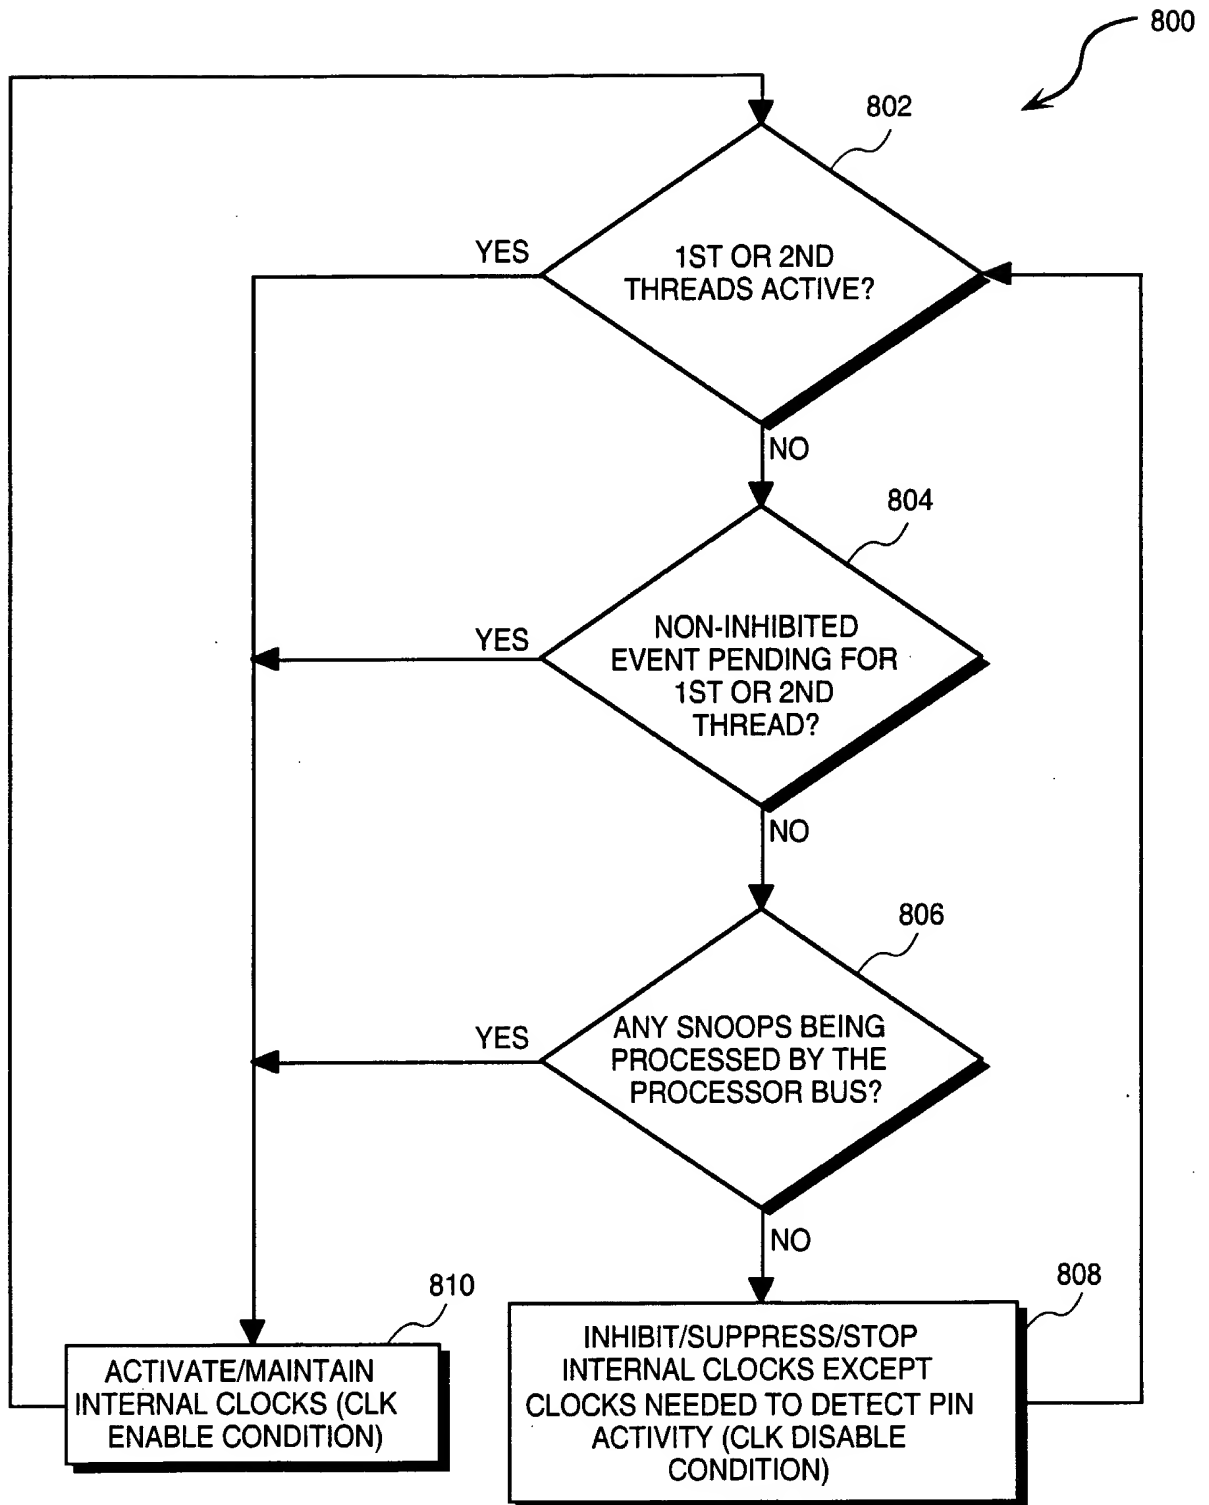 800
802
YES
1ST OR 2ND
THREADS ACTIVE?
NO
804
YES
NON-INHIBITED
EVENT PENDING FOR
1ST OR 2ND
THREAD?
NO
806
YES
ANY SNOOPS BEING
PROCESSED BY THE
PROCESSOR BUS?
NO
810
808
ACTIVATE/MAINTAIN
INTERNAL CLOCKS (CLK
ENABLE CONDITION)
INHIBIT/SUPPRESS/STOP
INTERNAL CLOCKS EXCEPT
CLOCKS NEEDED TO DETECT PIN
ACTIVITY (CLK DISABLE
CONDITION)